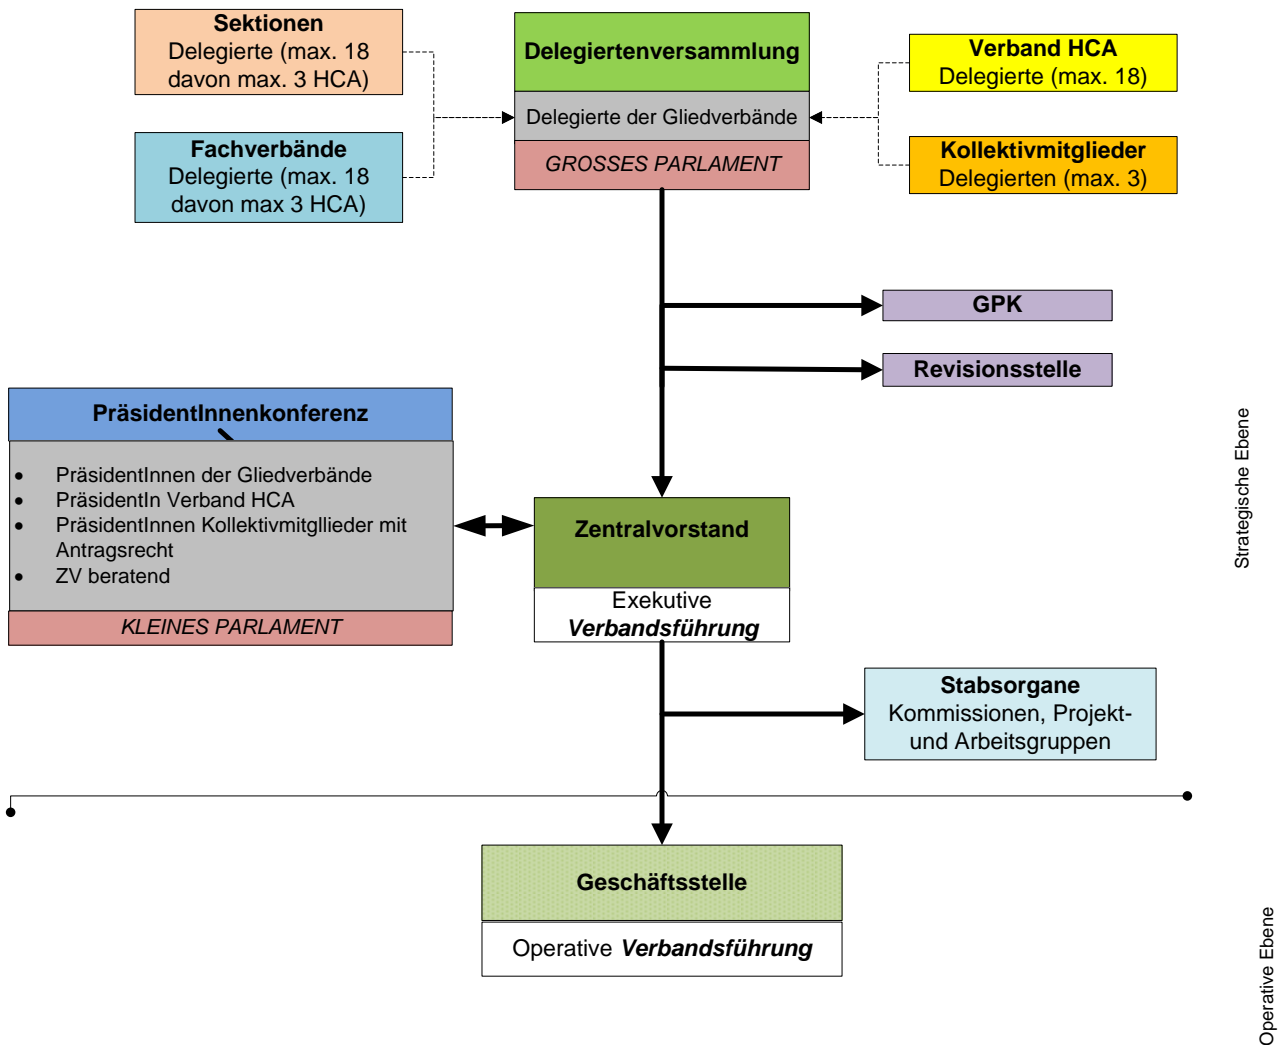 Sektionen
Delegierte (max. 18
davon max. 3 HCA)
Fachverbände
Delegierte (max. 18
davon max 3 HCA)
Delegiertenversammlung
Delegierte der Gliedverbände
GROSSES PARLAMENT
Verband HCA
Delegierte (max. 18)
Kollektivmitglieder
Delegierten (max. 3)
GPK
Revisionsstelle
PräsidentInnenkonferenz
• PräsidentInnen der Gliedverbände
• PräsidentIn Verband HCA
• PräsidentInnen Kollektivmitgllieder mit
Antragsrecht
• ZV beratend
KLEINES PARLAMENT
Zentralvorstand
Exekutive
Verbandsführung
Strategische Ebene
Stabsorgane
Kommissionen, Projekt-
und Arbeitsgruppen
Geschäftsstelle
Operative Verbandsführung
Operative Ebene